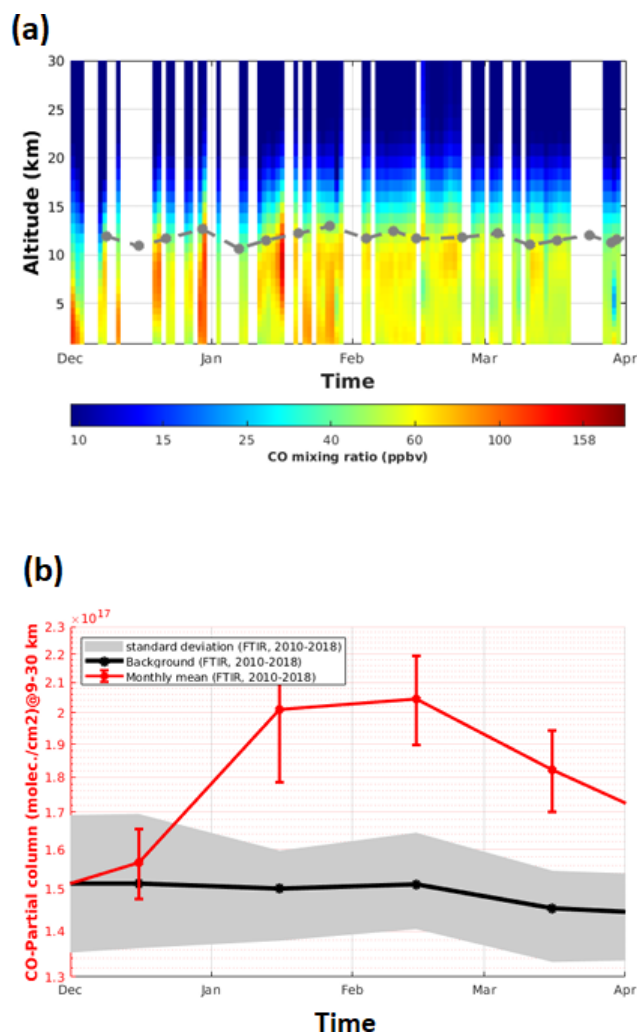 (a)
30
25
20
15
10
5
Altitude (km)
Dec Jan Feb Mar Apr
Time
10 15 25 40 60 100 158
CO mixing ratio (ppbv)
(b)
×10^17
2.3
2.2
2.1
2
1.9
1.8
1.7
1.6
1.5
1.4
1.3
CO-Partial column (molec./cm2)@9-30 km
standard deviation (FTIR, 2010-2018)
Background (FTIR, 2010-2018)
Monthly mean (FTIR, 2010-2018)
Dec Jan Feb Mar Apr
Time